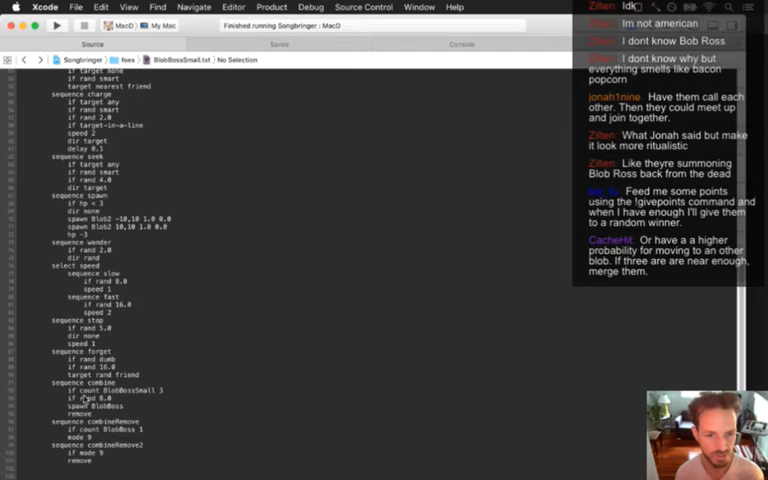 Xcode File Edit View Find Navigate Editor Product Debug Source Control Window Help
MacD My Mac Finished running Songbringer : MacD
Source Saves Console
Songbringer foes BlobBossSmall.txt No Selection
if target none
if rand smart
target nearest friend
sequence charge
if target any
if rand smart
if rand 2.0
if target-in-a-line
speed 2
dir target
delay 0.1
sequence seek
if target any
if rand smart
if rand 4.0
dir target
sequence spawn
if hp < 3
dir none
spawn Blob2 -10,10 1.0 0.0
spawn Blob2 10,10 1.0 0.0
hp -3
sequence wander
if rand 2.0
dir rand
select speed
sequence slow
if rand 8.0
speed 1
sequence fast
if rand 16.0
speed 2
sequence stop
if rand 5.0
dir none
speed 1
sequence forget
if rand dumb
if rand 16.0
target rand friend
sequence combine
if count BlobBossSmall 3
if rand 8.0
spawn BlobBoss
remove
sequence combineRemove
if count BlobBoss 1
mode 9
sequence combineRemove2
if mode 9
remove
Zilten: Idk
Zilten: Im not american
Zilten: I dont know Bob Ross
Zilten: I dont know why but
everything smells like bacon
popcorn
jonah1nine: Have them call each
other. Then they could meet up
and join together.
Zilten: What Jonah said but make
it look more ritualistic
Zilten: Like theyre summoning
Blob Ross back from the dead
Feed me some points
using the !givepoints command and
when I have enough I'll give them
to a random winner.
CacheHit: Or have a a higher
probability for moving to an other
blob. If three are are near enough,
merge them.